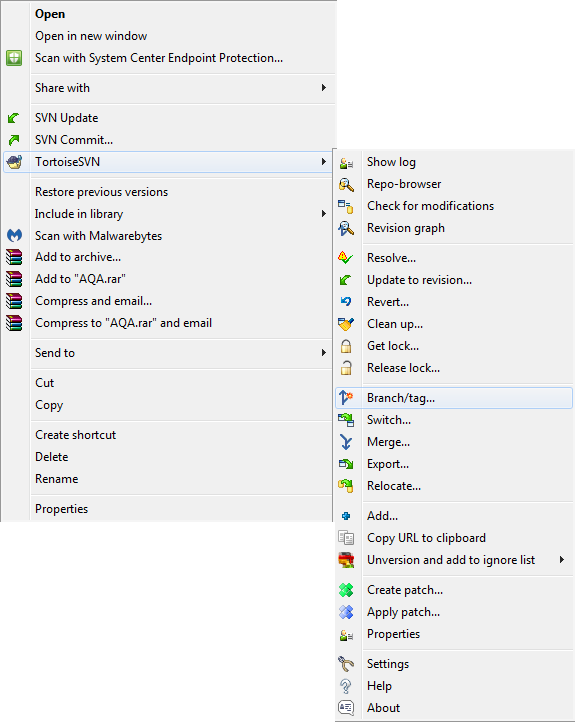 Open
Open in new window
Scan with System Center Endpoint Protection...
Share with
SVN Update
SVN Commit...
TortoiseSVN
Restore previous versions
Include in library
Scan with Malwarebytes
Add to archive...
Add to "AQA.rar"
Compress and email...
Compress to "AQA.rar" and email
Send to
Cut
Copy
Create shortcut
Delete
Rename
Properties
Show log
Repo-browser
Check for modifications
Revision graph
Resolve...
Update to revision...
Revert...
Clean up...
Get lock...
Release lock...
Branch/tag...
Switch...
Merge...
Export...
Relocate...
Add...
Copy URL to clipboard
Unversion and add to ignore list
Create patch...
Apply patch...
Properties
Settings
Help
About